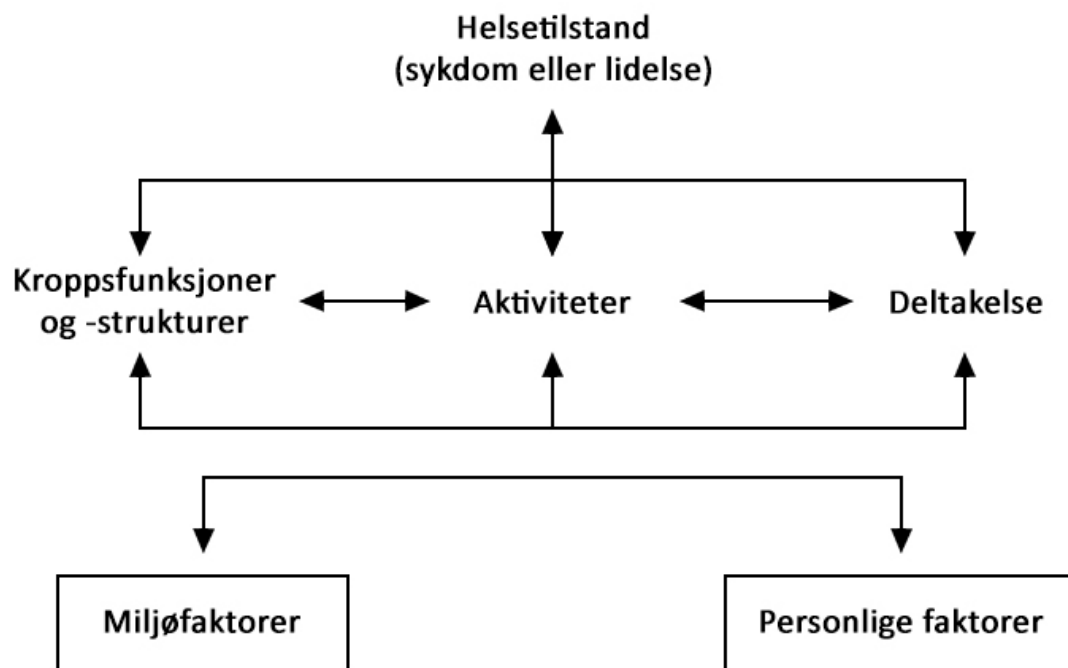 Helsetilstand
(sykdom eller lidelse)
Kroppsfunksjoner
og -strukturer
Aktiviteter
Deltakelse
Miljøfaktorer
Personlige faktorer